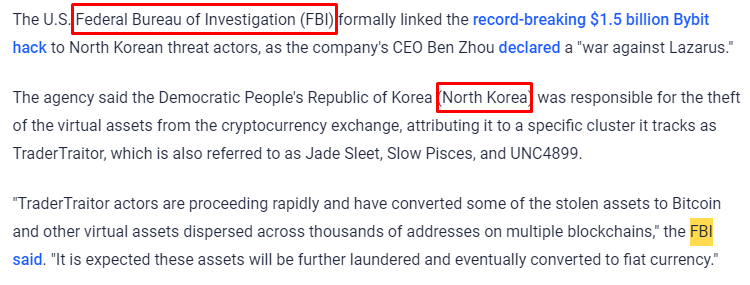 The U.S. Federal Bureau of Investigation (FBI) formally linked the record-breaking $1.5 billion Bybit
hack to North Korean threat actors, as the company's CEO Ben Zhou declared a "war against Lazarus."
The agency said the Democratic People's Republic of Korea (North Korea) was responsible for the theft
of the virtual assets from the cryptocurrency exchange, attributing it to a specific cluster it tracks as
TraderTraitor, which is also referred to as Jade Sleet, Slow Pisces, and UNC4899.
"TraderTraitor actors are proceeding rapidly and have converted some of the stolen assets to Bitcoin
and other virtual assets dispersed across thousands of addresses on multiple blockchains," the FBI
said. "It is expected these assets will be further laundered and eventually converted to fiat currency."